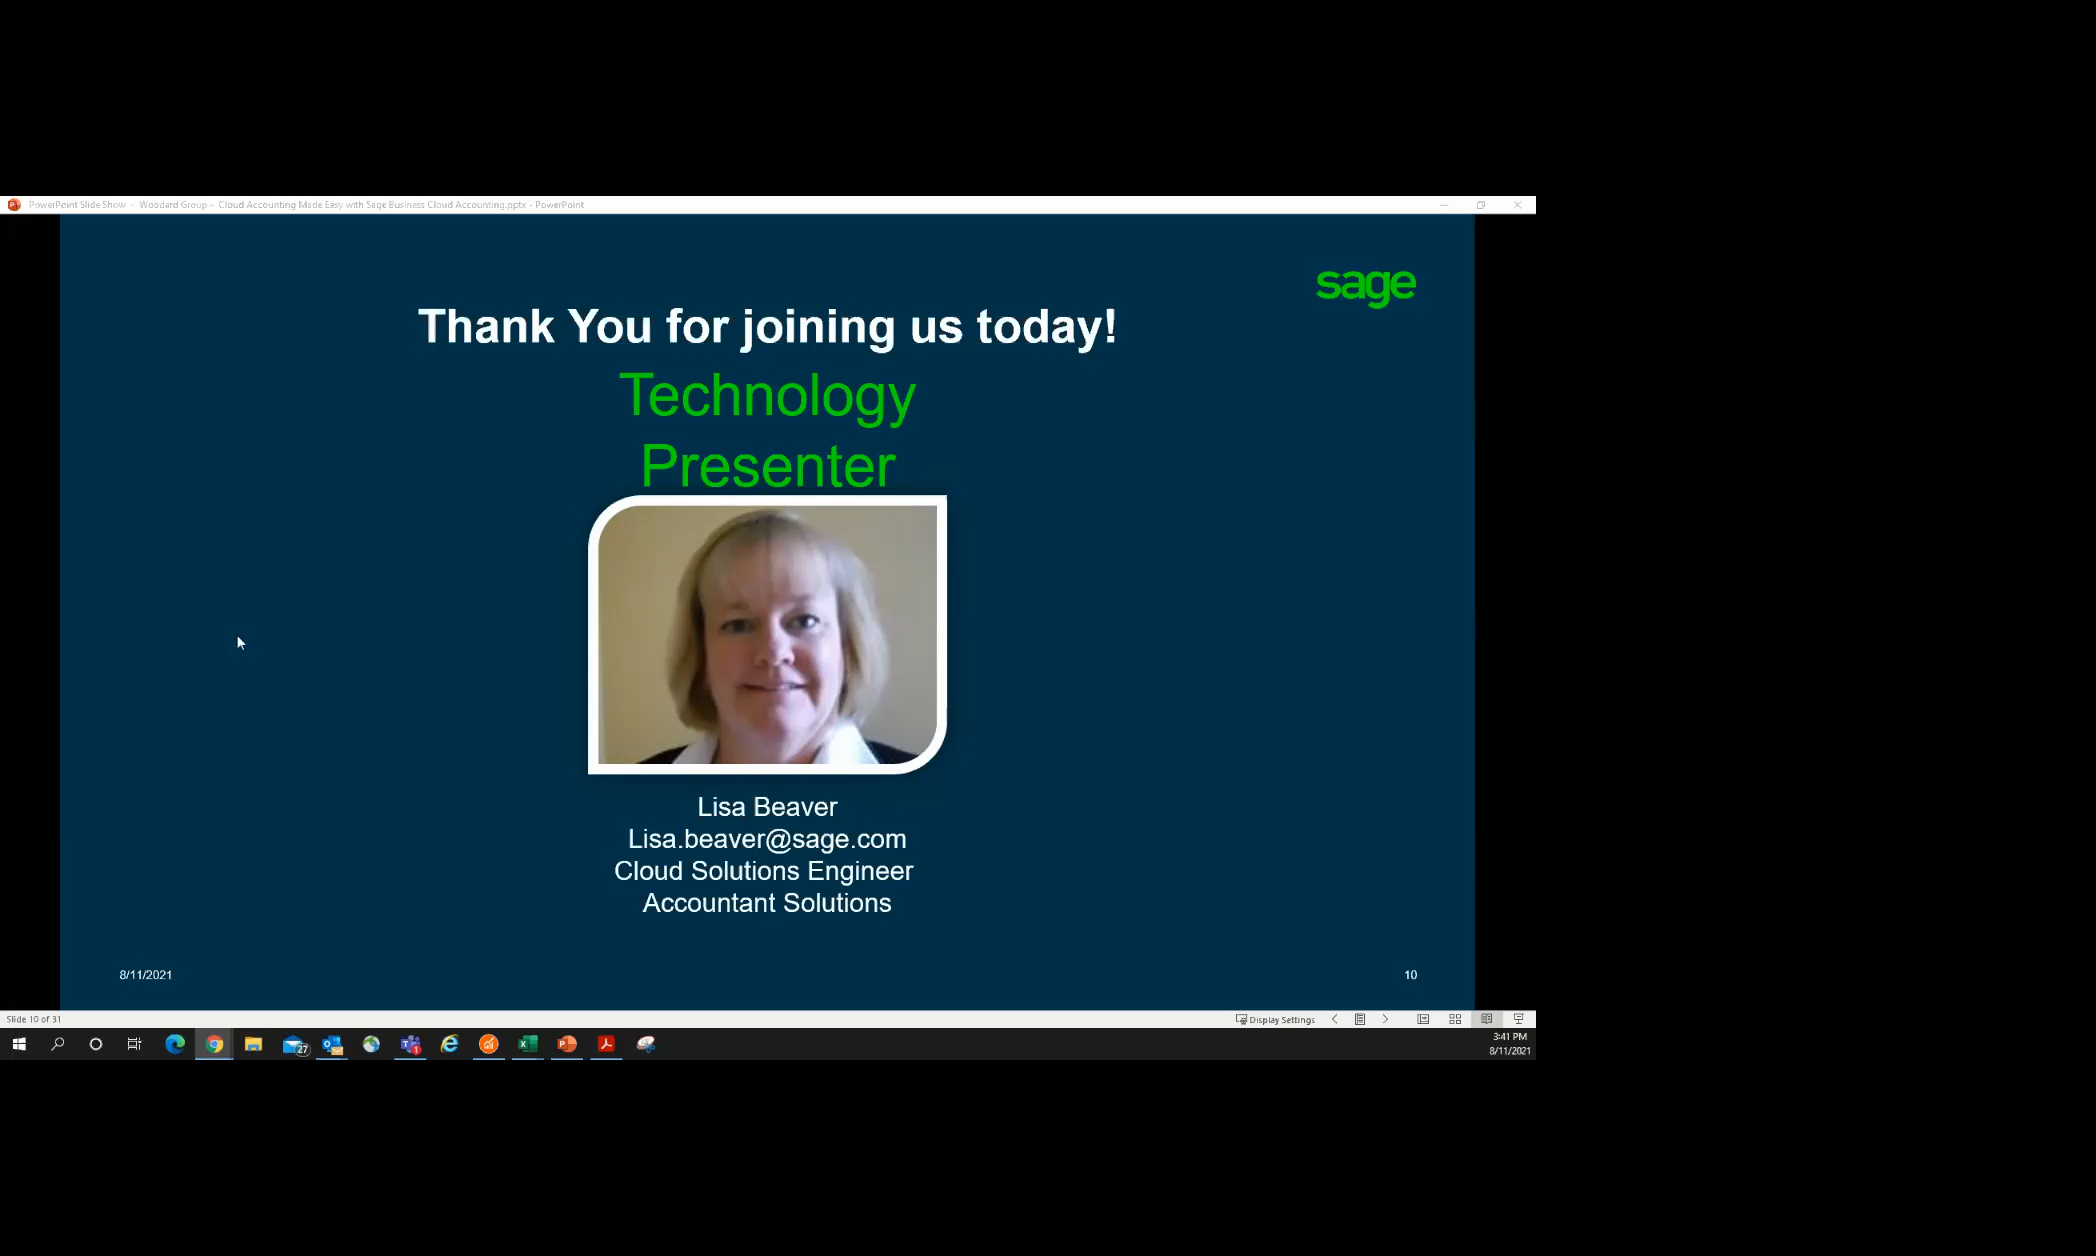 PowerPoint Slide Show - Woodard Group - Cloud Accounting Made Easy with Sage Business Cloud Accounting.pptx - PowerPoint
sage
Thank You for joining us today!
Technology
Presenter
Lisa Beaver
Lisa.beaver@sage.com
Cloud Solutions Engineer
Accountant Solutions
8/11/2021
10
Slide 10 of 31
Display Settings
27
1
3:41 PM
8/11/2021